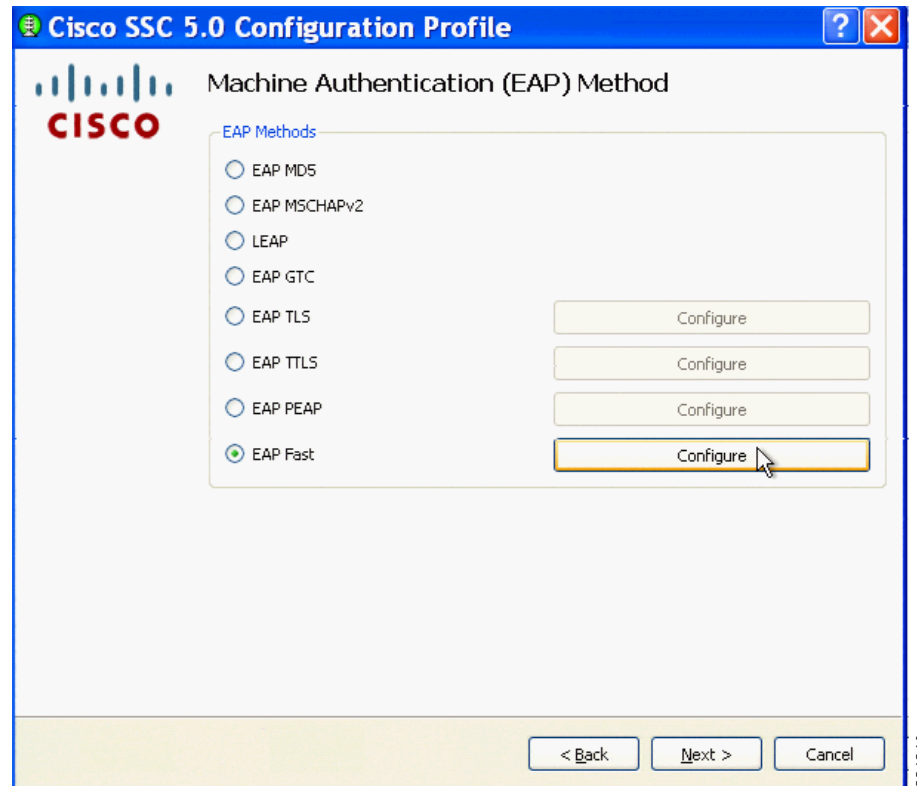 Cisco SSC 5.0 Configuration Profile
?
CISCO
Machine Authentication (EAP) Method
EAP Methods
EAP MD5
EAP MSCHAPv2
LEAP
EAP GTC
EAP TLS Configure
EAP TTLS Configure
EAP PEAP Configure
EAP Fast Configure
< Back Next > Cancel